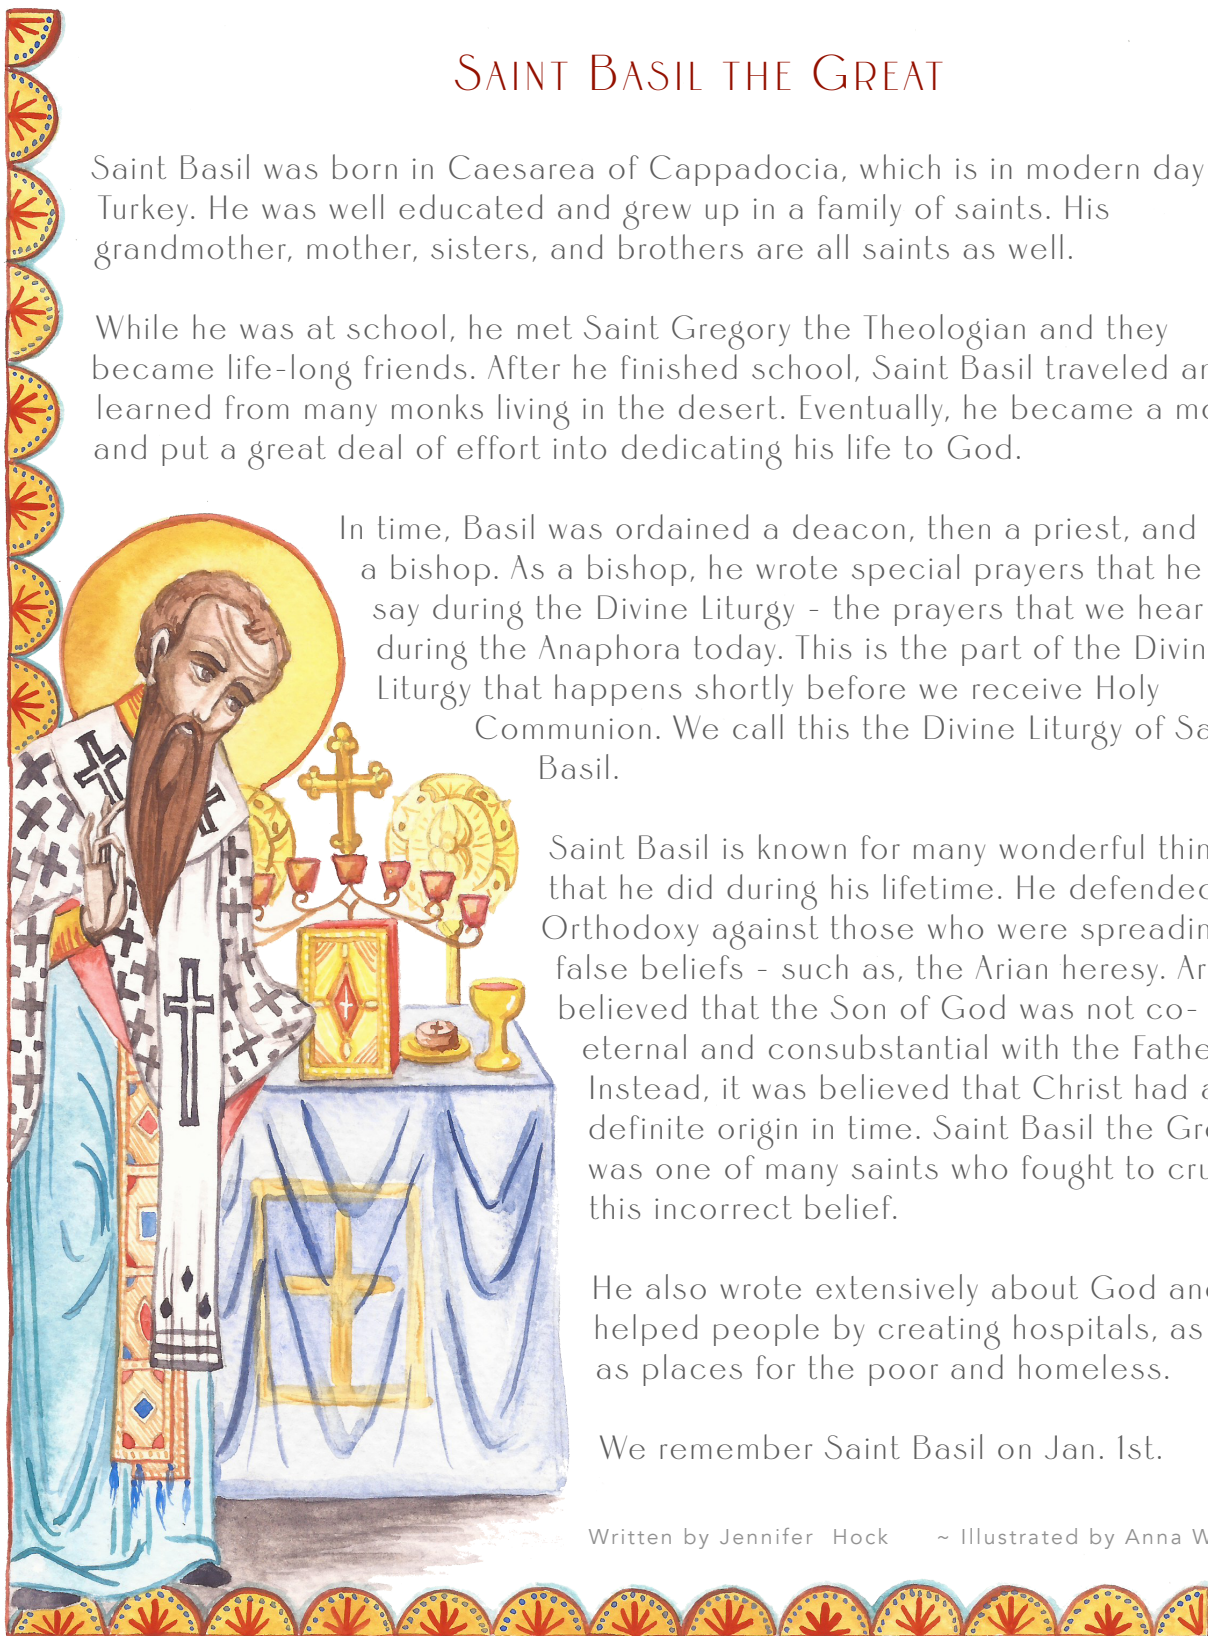 Saint Basil the Great
Saint Basil was born in Caesarea of Cappadocia, which is in modern day
Turkey. He was well educated and grew up in a family of saints. His
grandmother, mother, sisters, and brothers are all saints as well.
While he was at school, he met Saint Gregory the Theologian and they
became life-long friends. After he finished school, Saint Basil traveled
learned from many monks living in the desert. Eventually, he became a
and put a great deal of effort into dedicating his life to God.
In time, Basil was ordained a deacon, then a priest, and
a bishop. As a bishop, he wrote special prayers that he
say during the Divine Liturgy - the prayers that we hear
during the Anaphora today. This is the part of the
Liturgy that happens shortly before we receive Holy
Communion. We call this the Divine Liturgy of
Basil.
Saint Basil is known for many wonderful
that he did during his lifetime. He
Orthodoxy against those who were
false beliefs - such as, the Arian heresy.
believed that the Son of God was not co-
eternal and consubstantial with the
Instead, it was believed that Christ had
definite origin in time. Saint Basil the
was one of many saints who fought to
this incorrect belief.
He also wrote extensively about God
helped people by creating hospitals, as
as places for the poor and homeless.
We remember Saint Basil on Jan. 1st.
Written by Jennifer Hock ~ Illustrated by Anna